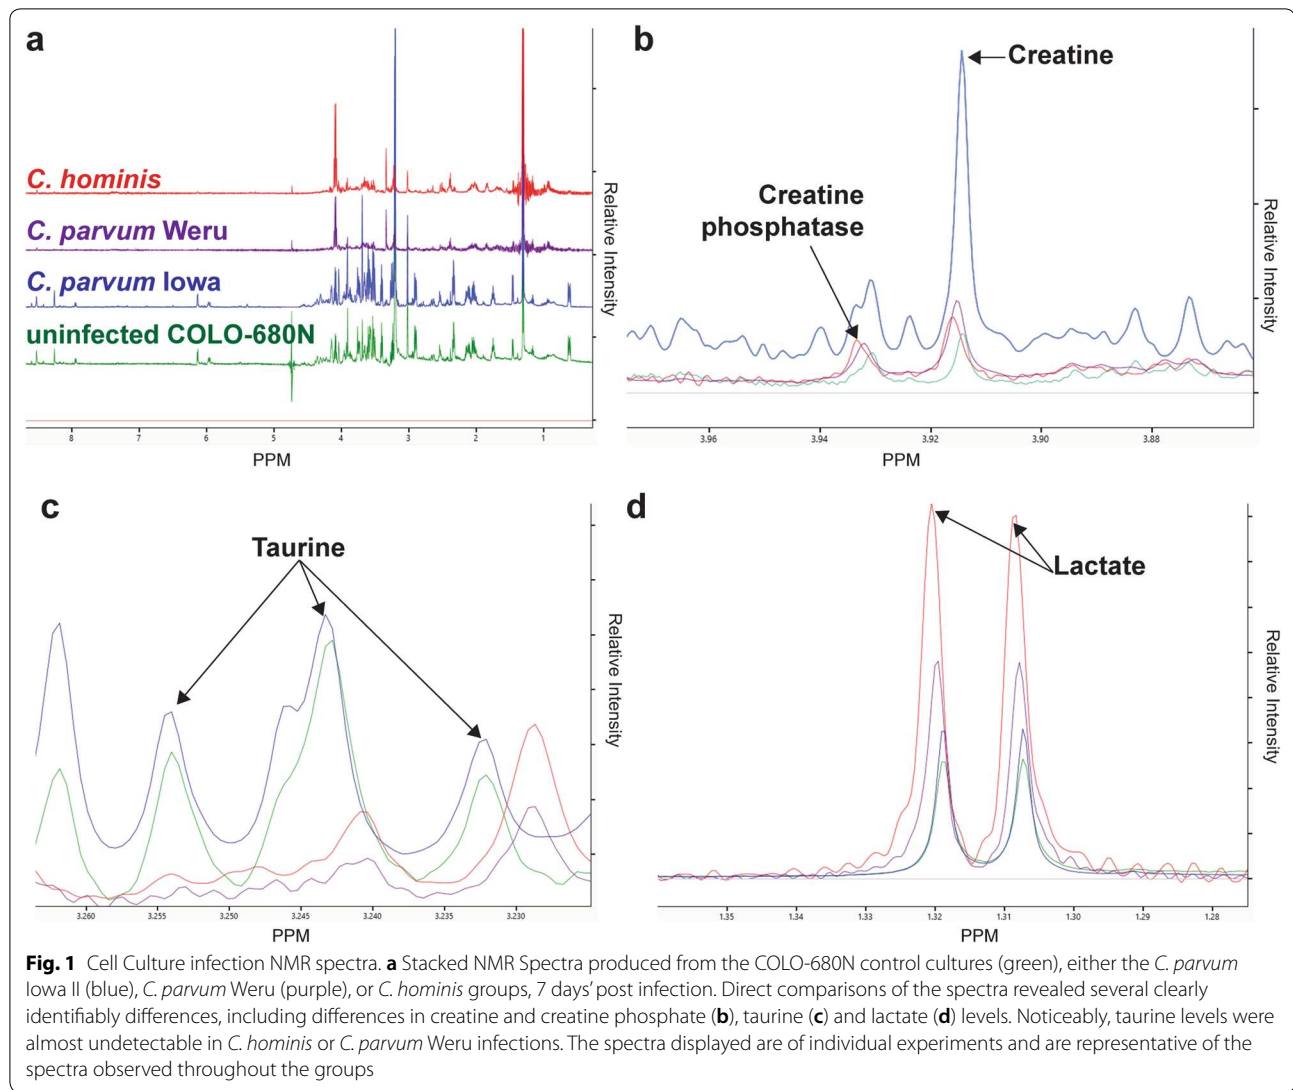 a
C. hominis
C. parvum Weru
C. parvum Iowa
uninfected COLO-680N
Relative Intensity
8 7 6 5 4 3 2 1
PPM
b
Creatine
Creatine
phosphatase
Relative Intensity
3.96 3.94 3.92 3.90 3.88
PPM
c
Taurine
Relative Intensity
3.260 3.255 3.250 3.245 3.240 3.235 3.230
PPM
d
Lactate
Relative Intensity
1.35 1.34 1.33 1.32 1.31 1.30 1.29 1.28
PPM
Fig. 1 Cell Culture infection NMR spectra. a Stacked NMR Spectra produced from the COLO-680N control cultures (green), either the C. parvum
Iowa II (blue), C. parvum Weru (purple), or C. hominis groups, 7 days’ post infection. Direct comparisons of the spectra revealed several clearly
identifiably differences, including differences in creatine and creatine phosphate (b), taurine (c) and lactate (d) levels. Noticeably, taurine levels were
almost undetectable in C. hominis or C. parvum Weru infections. The spectra displayed are of individual experiments and are representative of the
spectra observed throughout the groups